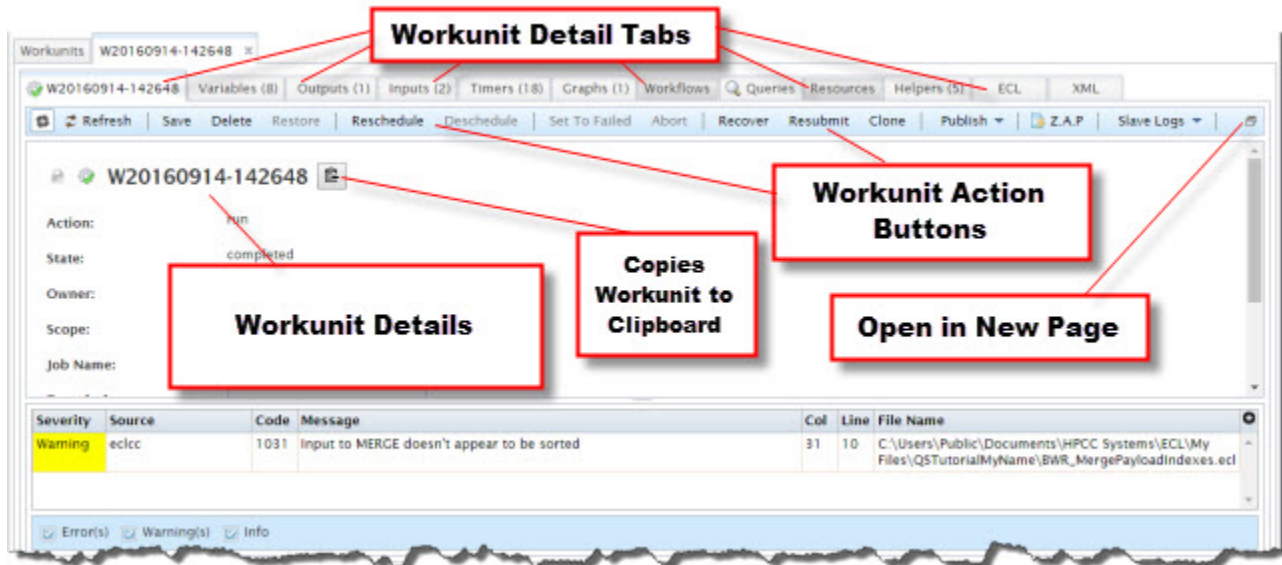 Workunit Detail Tabs
Workunits W20160914-142648
W20160914-142648 Variables (8) Outputs (1) Inputs (2) Timers (18) Graphs (1) Workflows Queries Resources Helpers (5) ECL XML
Refresh Save Delete Restore Reschedule Deschedule Set To Failed Abort Recover Resubmit Clone Publish Z.A.P Slave Logs
W20160914-142648
Action: run
State: completed
Owner:
Scope:
Job Name:
Workunit Details
Copies
Workunit to
Clipboard
Workunit Action
Buttons
Open in New Page
Severity Source Code Message Col Line File Name
Warning eclcc 1031 Input to MERGE doesn't appear to be sorted 31 10 C:\Users\Public\Documents\HPCC Systems\ECL\My
Files\QSTutorialMyName\BWR_MergePayloadIndexes.ecl
Error(s) Warning(s) Info